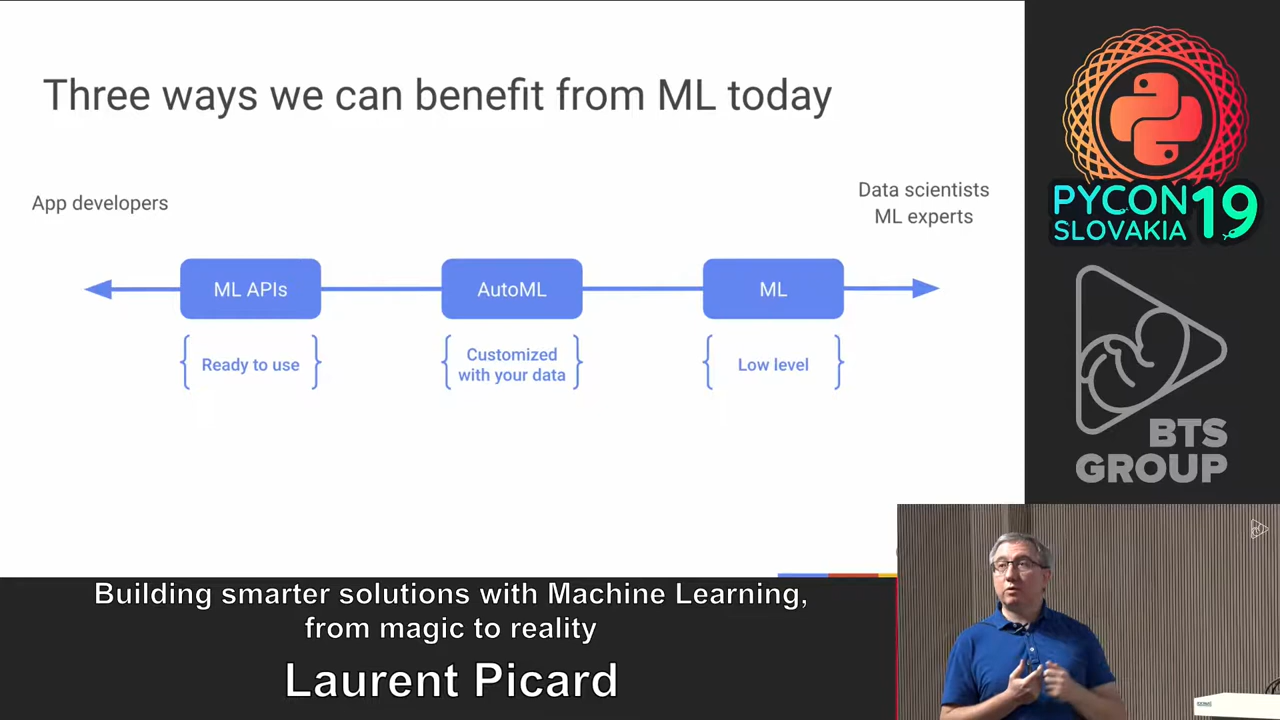 Three ways we can benefit from ML today
App developers
Data scientists
ML experts
ML APIs
AutoML
ML
Ready to use
Customized
with your data
Low level
PYCON
SLOVAKIA
19
BTS
GROUP
Building smarter solutions with Machine Learning,
from magic to reality
Laurent Picard